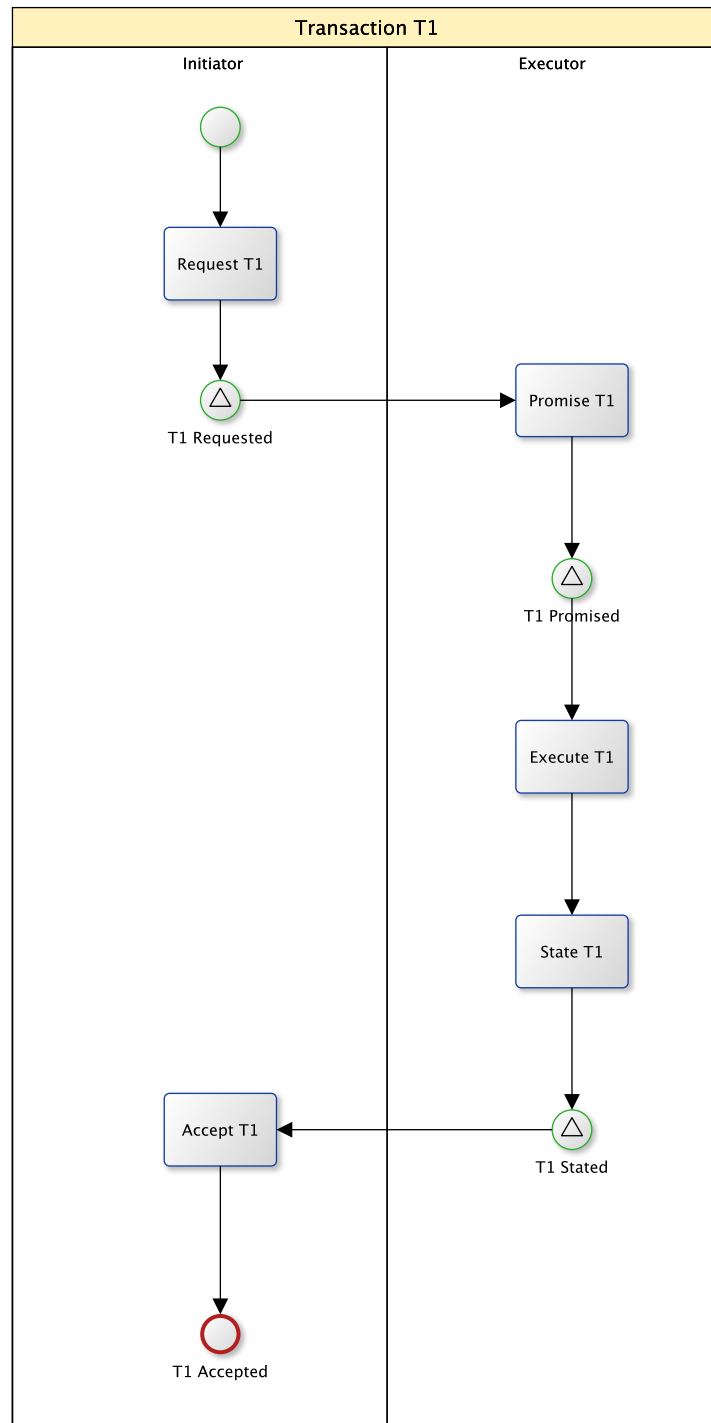 Transaction T1
Initiator
Executor
Request T1
T1 Requested
Promise T1
T1 Promised
Execute T1
State T1
T1 Stated
Accept T1
T1 Accepted